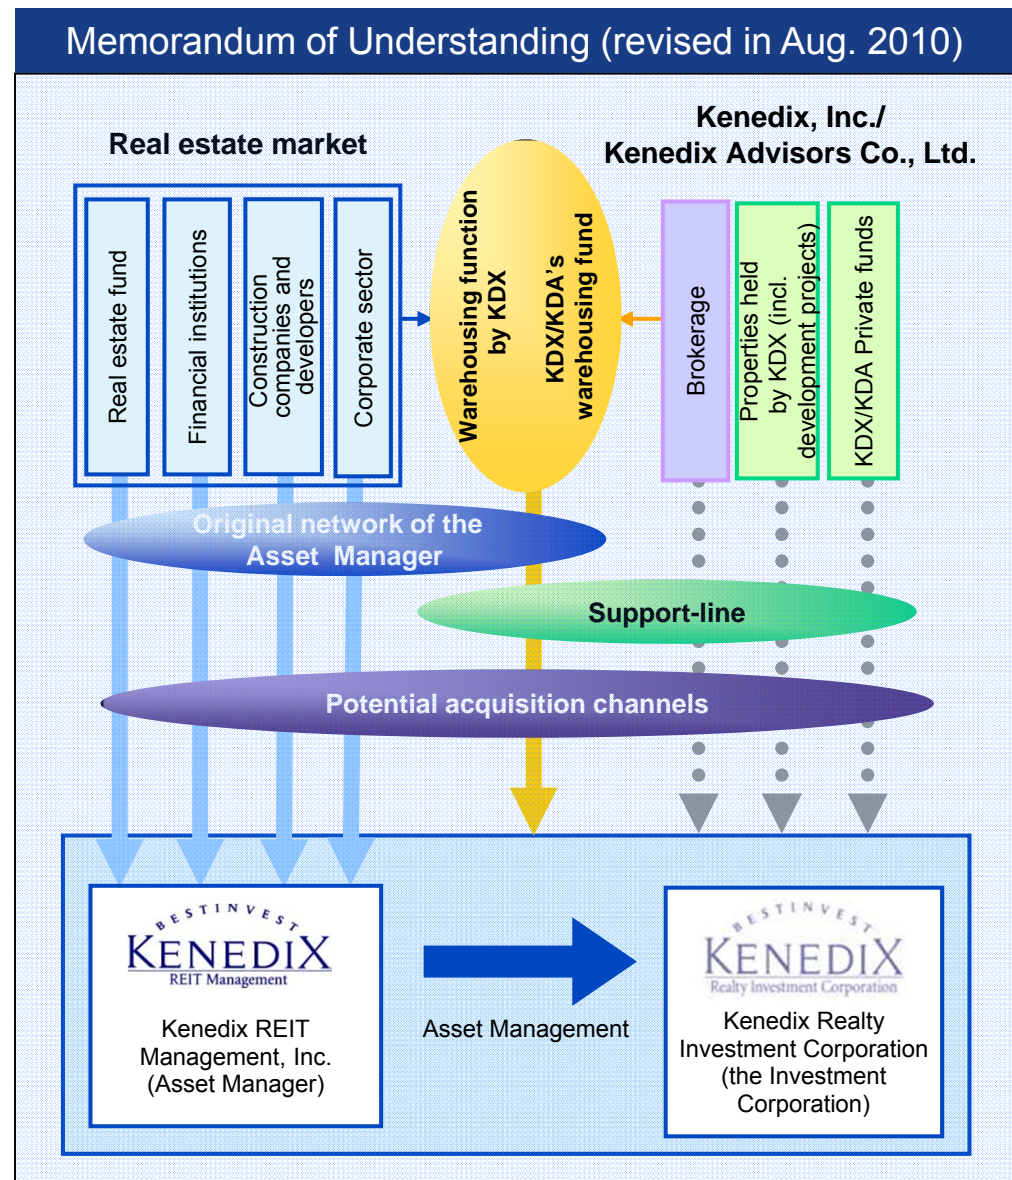 Memorandum of Understanding (revised in Aug. 2010)
Real estate market
Kenedix, Inc./
Kenedix Advisors Co., Ltd.
Real estate fund
Financial institutions
Construction
companies and
developers
Corporate sector
Warehousing function
by KDX
KDX/KDA's
warehousing fund
Brokerage
Properties held
by KDX (incl.
development projects)
KDX/KDA Private funds
Original network of the
Asset Manager
Support-line
Potential acquisition channels
BESTINVEST
KENEDIX
REIT Management
Kenedix REIT
Management, Inc.
(Asset Manager)
Asset Management
BESTINVEST
KENEDIX
Realty Investment Corporation
Kenedix Realty
Investment Corporation
(the Investment
Corporation)